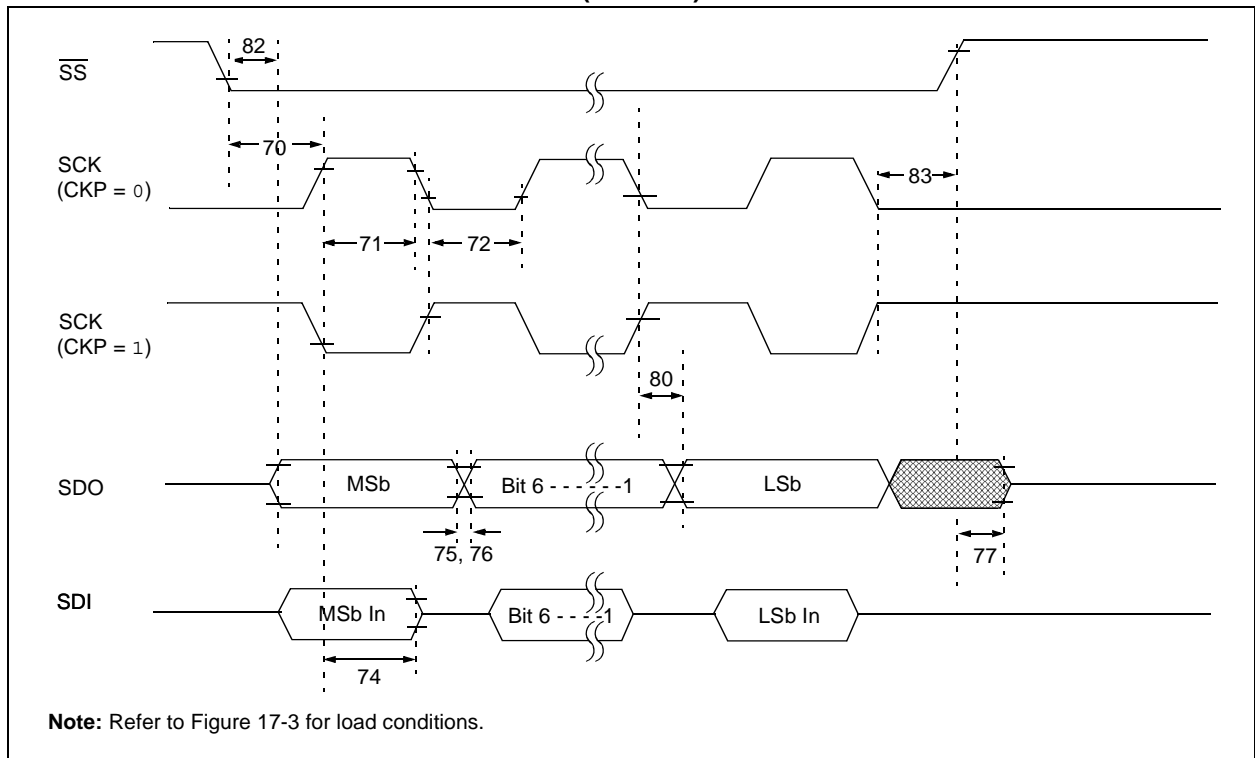 82
SS
70
SCK
(CKP = 0)
83
71
72
SCK
(CKP = 1)
80
SDO
MSb
Bit 6 - - - - - -1
LSb
75, 76
77
SDI
MSb In
Bit 6 - - - -1
LSb In
74
Note: Refer to Figure 17-3 for load conditions.